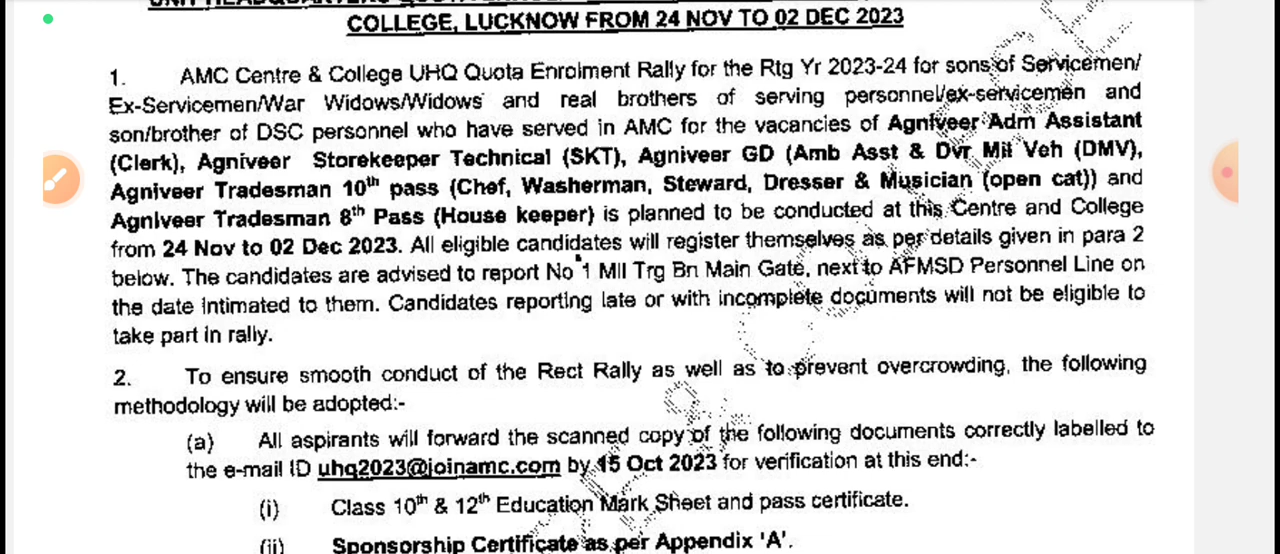 COLLEGE, LUCKNOW FROM 24 NOV TO 02 DEC 2023
1. AMC Centre & College UHQ Quota Enrolment Rally for the Rtg Yr 2023-24 for sons of Servicemen/
Ex-Servicemen/War Widows/Widows and real brothers of serving personnel/ex-servicemen and
son/brother of DSC personnel who have served in AMC for the vacancies of Agniveer Adm Assistant
(Clerk), Agniveer Storekeeper Technical (SKT), Agniveer GD (Amb Asst & Dvr Mit Veh (DMV),
Agniveer Tradesman 10th pass (Chef, Washerman, Steward, Dresser & Musician (open cat)) and
Agniveer Tradesman 8th Pass (House keeper) is planned to be conducted at this Centre and College
from 24 Nov to 02 Dec 2023. All eligible candidates will register themselves as per details given in para 2
below. The candidates are advised to report No 1 Mil Trg Bn Main Gate, next to AFMSD Personnel Line on
the date intimated to them. Candidates reporting late or with incomplete documents will not be eligible to
take part in rally.
2. To ensure smooth conduct of the Rect Rally as well as to prevent overcrowding, the following
methodology will be adopted:-
(a) All aspirants will forward the scanned copy of the following documents correctly labelled to
the e-mail ID uhq2023@joinamc.com by 15 Oct 2023 for verification at this end:-
(i) Class 10th & 12th Education Mark Sheet and pass certificate.
(ii) Sponsorship Certificate as per Appendix 'A'.